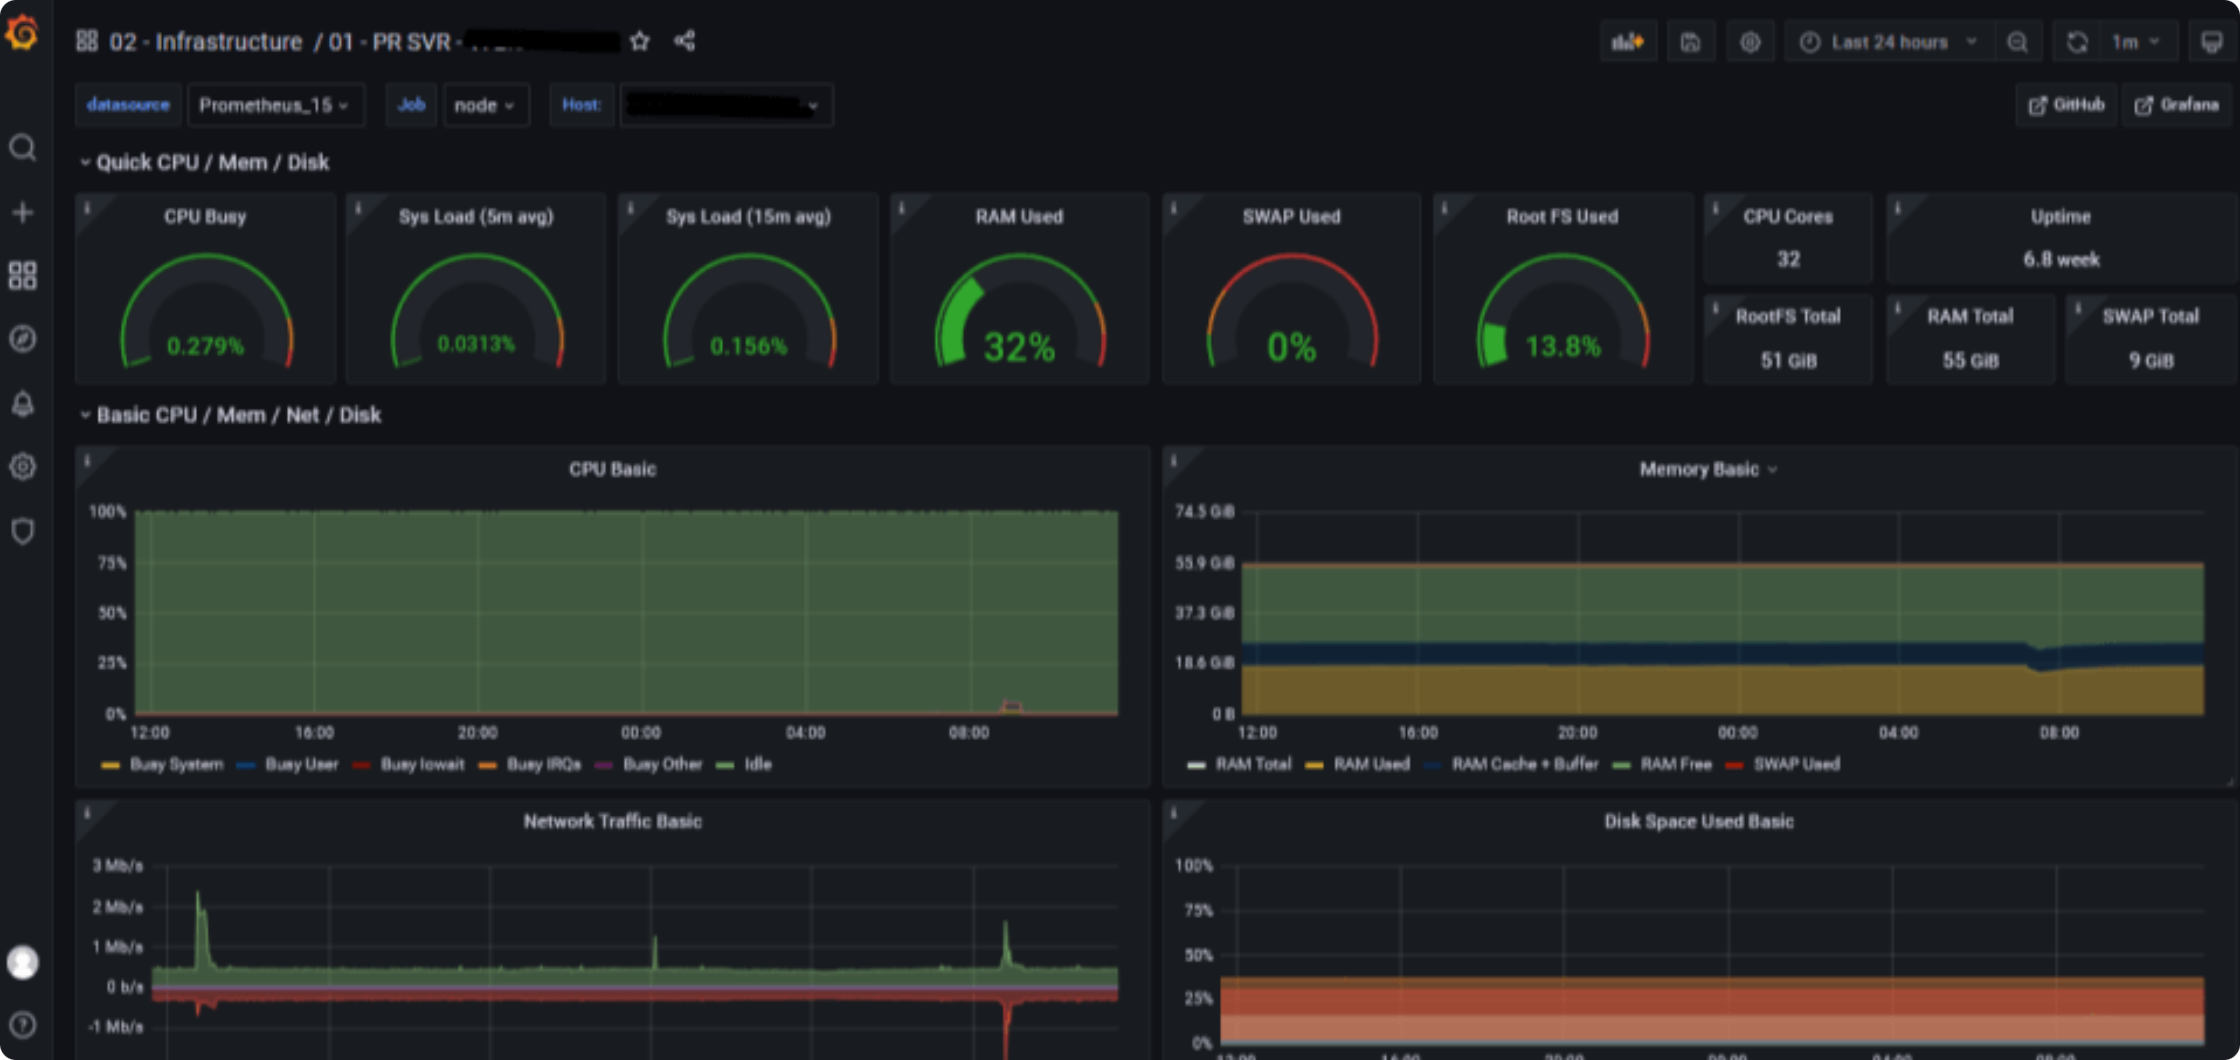 02 - Infrastructure / 01 - PR SVR -
Last 24 hours
1m
datasource Prometheus_15 Job node Host:
GitHub Grafana
Quick CPU / Mem / Disk
CPU Busy
0.279%
Sys Load (5m avg)
0.0313%
Sys Load (15m avg)
0.156%
RAM Used
32%
SWAP Used
0%
Root FS Used
13.8%
CPU Cores
32
Uptime
6.8 week
RootFS Total
51 GiB
RAM Total
55 GiB
SWAP Total
9 GiB
Basic CPU / Mem / Net / Disk
CPU Basic
100%
75%
50%
25%
0%
12:00 16:00 20:00 00:00 04:00 08:00
Busy System Busy User Busy Iowait Busy IRQs Busy Other Idle
Memory Basic
74.5 GiB
55.9 GiB
37.3 GiB
18.6 GiB
0 B
12:00 16:00 20:00 00:00 04:00 08:00
RAM Total RAM Used RAM Cache + Buffer RAM Free SWAP Used
Network Traffic Basic
3 Mb/s
2 Mb/s
1 Mb/s
0 b/s
-1 Mb/s
Disk Space Used Basic
100%
75%
50%
25%
0%